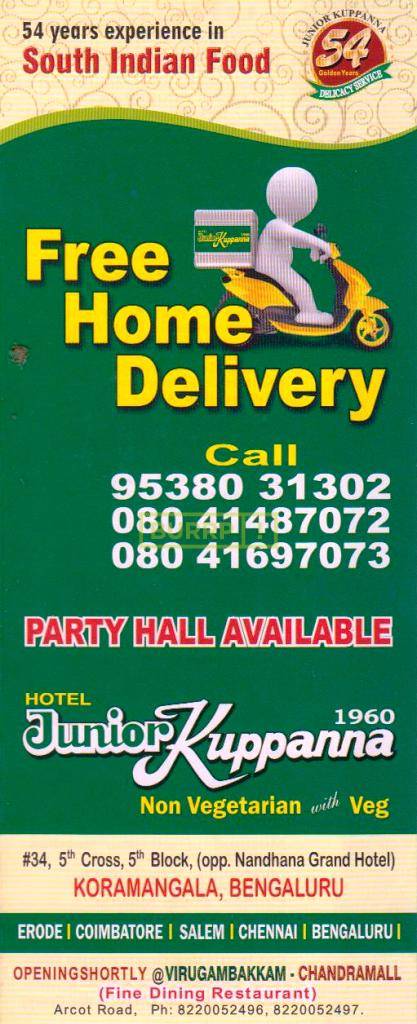 54 years experience in
South Indian Food
JUNIOR KUPPANNA
54
Golden Years
DELICACY SERVICE
Junior Kuppanna
Free
Home
Delivery
Call
95380 31302
080 41487072
BURRP!
080 41697073
PARTY HALL AVAILABLE
HOTEL
1960
Junior Kuppanna
Non Vegetarian with Veg
#34, 5th Cross, 5th Block, (opp. Nandhana Grand Hotel)
KORAMANGALA, BENGALURU
ERODE | COIMBATORE | SALEM | CHENNAI | BENGALURU |
OPENINGSHORTLY @VIRUGAMBAKKAM - CHANDRAMALL
(Fine Dining Restaurant)
Arcot Road, Ph: 8220052496, 8220052497.